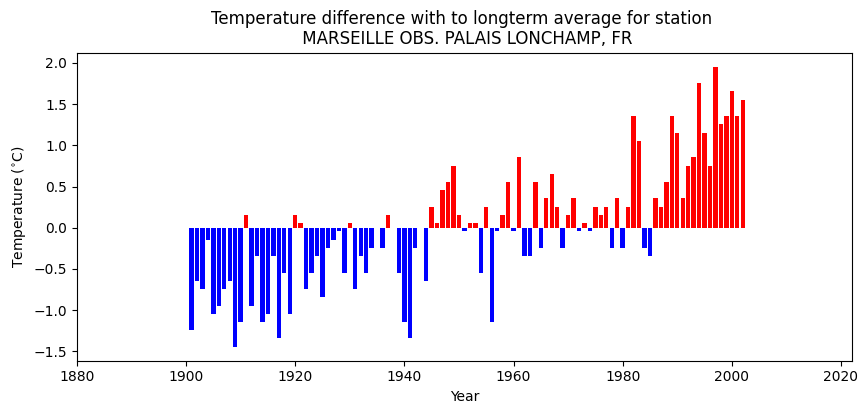 Temperature difference with to longterm average for station
MARSEILLE OBS. PALAIS LONCHAMP, FR
Temperature (°C)
2.0
1.5
1.0
0.5
0.0
−0.5
−1.0
−1.5
1880 1900 1920 1940 1960 1980 2000 2020
Year